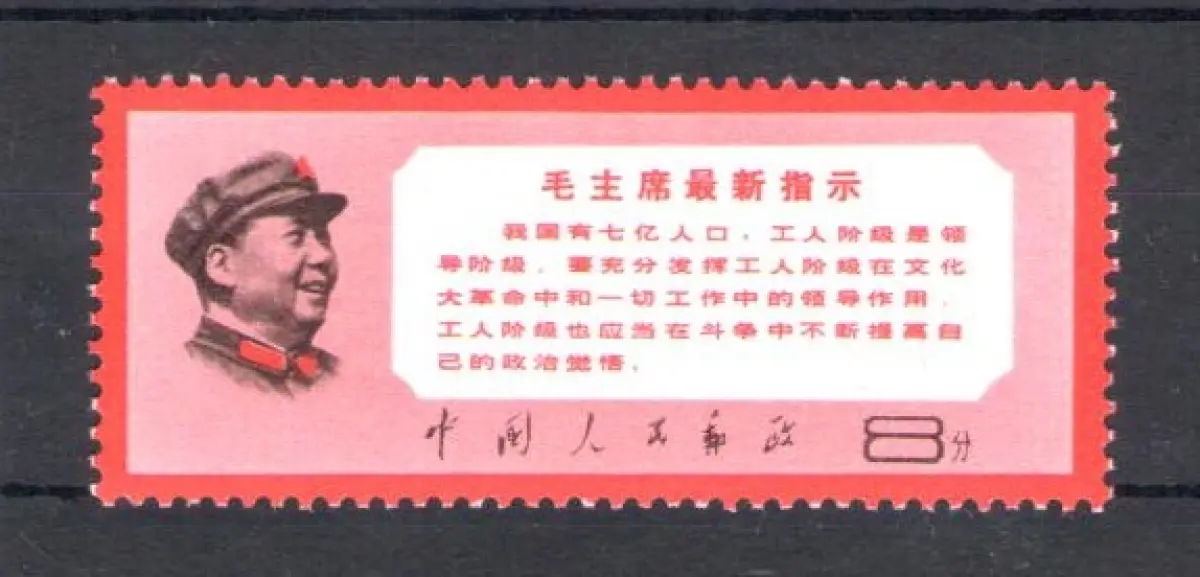 毛主席最新指示
我国有七亿人口，工人阶级是领
导阶级。要充分发挥工人阶级在文化
大革命中和一切工作中的领导作用。
工人阶级也应当在斗争中不断提高自
己的政治觉悟。
中国人民邮政 8分